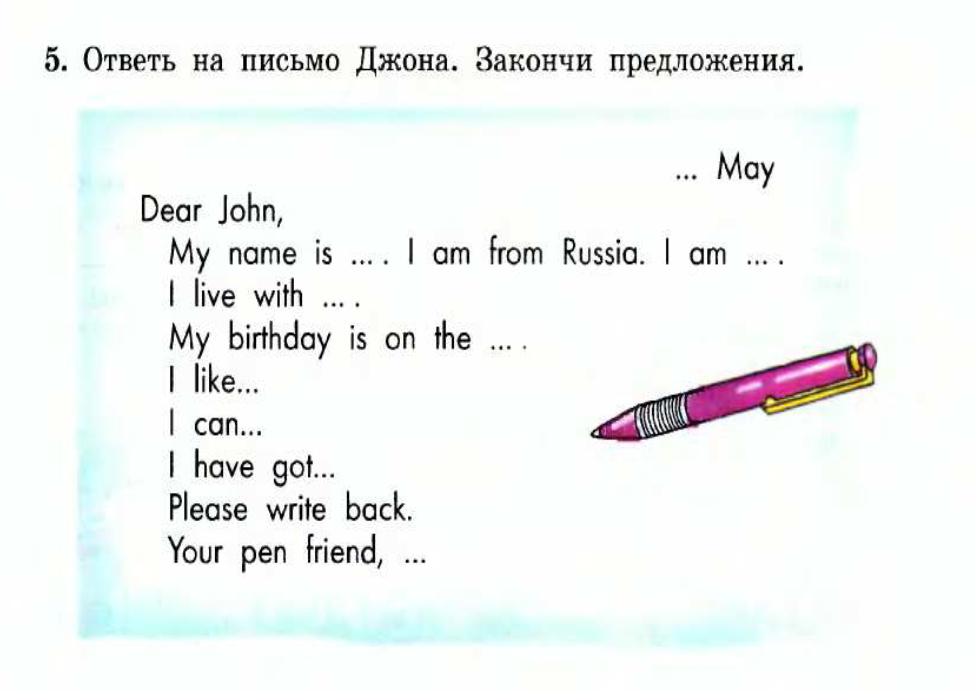 5. Ответь на письмо Джона. Закончи предложения.
... May
Dear John,
My name is ... . I am from Russia. I am ... .
I live with ... .
My birthday is on the ... .
I like...
I can...
I have got...
Please write back.
Your pen friend, ...